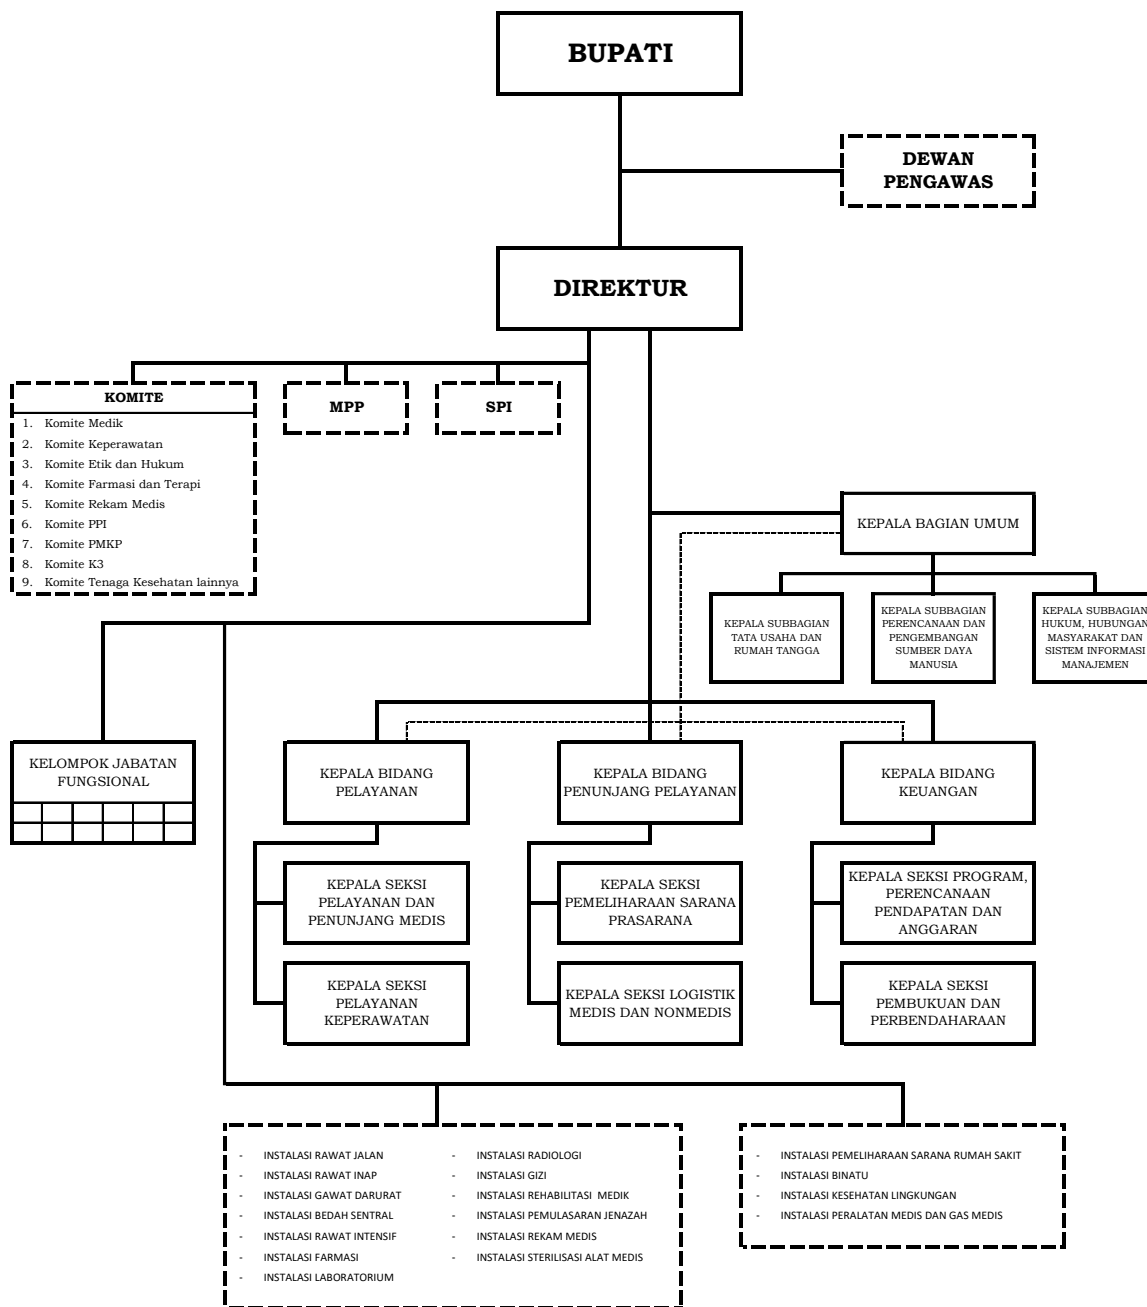 BUPATI
DEWAN
PENGAWAS
DIREKTUR
KOMITE
1. Komite Medik
2. Komite Keperawatan
3. Komite Etik dan Hukum
4. Komite Farmasi dan Terapi
5. Komite Rekam Medis
6. Komite PPI
7. Komite PMKP
8. Komite K3
9. Komite Tenaga Kesehatan lainnya
MPP
SPI
KEPALA BAGIAN UMUM
KEPALA SUBBAGIAN
TATA USAHA DAN
RUMAH TANGGA
KEPALA SUBBAGIAN
PERENCANAAN DAN
PENGEMBANGAN
SUMBER DAYA
MANUSIA
KEPALA SUBBAGIAN
HUKUM, HUBUNGAN
MASYARAKAT DAN
SISTEM INFORMASI
MANAJEMEN
KELOMPOK JABATAN
FUNGSIONAL
KEPALA BIDANG
PELAYANAN
KEPALA BIDANG
PENUNJANG PELAYANAN
KEPALA BIDANG
KEUANGAN
KEPALA SEKSI
PELAYANAN DAN
PENUNJANG MEDIS
KEPALA SEKSI
PEMELIHARAAN SARANA
PRASARANA
KEPALA SEKSI PROGRAM,
PERENCANAAN
PENDAPATAN DAN
ANGGARAN
KEPALA SEKSI
PELAYANAN
KEPERAWATAN
KEPALA SEKSI LOGISTIK
MEDIS DAN NONMEDIS
KEPALA SEKSI
PEMBUKUAN DAN
PERBENDAHARAAN
- INSTALASI RAWAT JALAN
- INSTALASI RAWAT INAP
- INSTALASI GAWAT DARURAT
- INSTALASI BEDAH SENTRAL
- INSTALASI RAWAT INTENSIF
- INSTALASI FARMASI
- INSTALASI LABORATORIUM
- INSTALASI RADIOLOGI
- INSTALASI GIZI
- INSTALASI REHABILITASI MEDIK
- INSTALASI PEMULASARAN JENAZAH
- INSTALASI REKAM MEDIS
- INSTALASI STERILISASI ALAT MEDIS
- INSTALASI PEMELIHARAAN SARANA RUMAH SAKIT
- INSTALASI BINATU
- INSTALASI KESEHATAN LINGKUNGAN
- INSTALASI PERALATAN MEDIS DAN GAS MEDIS